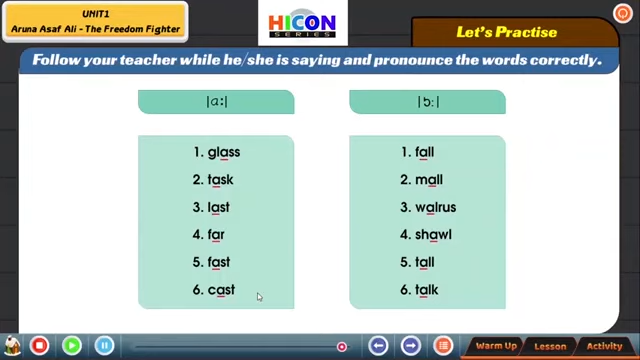 UNIT1
Aruna Asaf Ali - The Freedom Fighter
HICON
SERIES
Let's Practise
Follow your teacher while he/she is saying and pronounce the words correctly.
|a:|
1. glass
2. task
3. last
4. far
5. fast
6. cast
|ɔ:|
1. fall
2. mall
3. walrus
4. shawl
5. tall
6. talk
Warm Up
Lesson
Activity